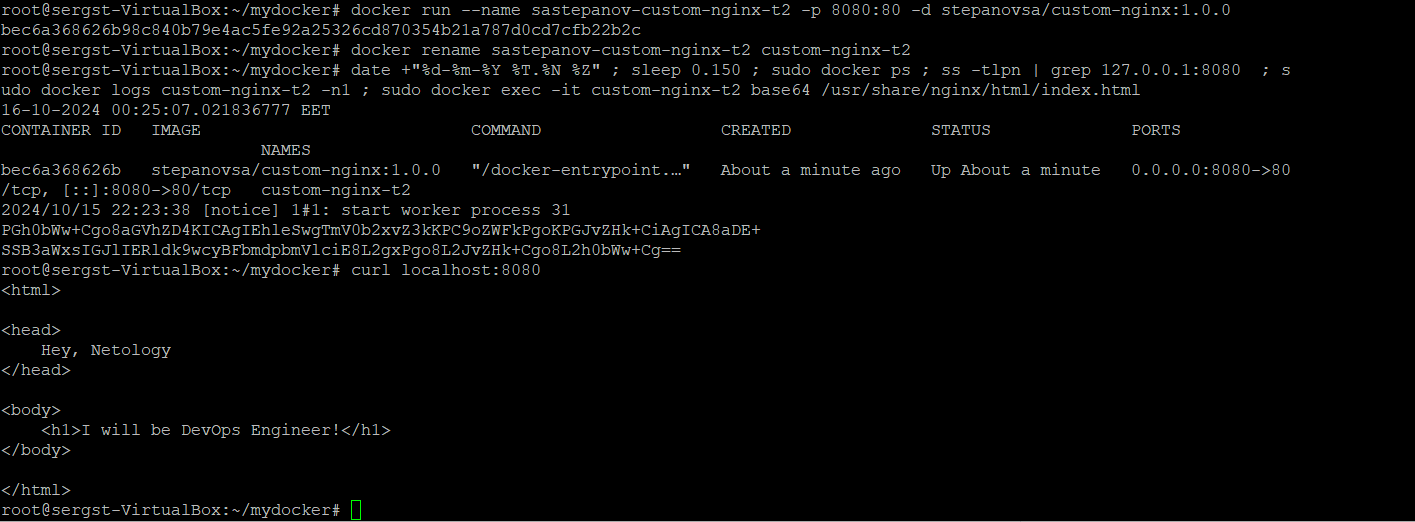 root@sergst-VirtualBox:~/mydocker# docker run --name sastepanov-custom-nginx-t2 -p 8080:80 -d stepanovsa/custom-nginx:1.0.0
bec6a368626b98c840b79e4ac5fe92a25326cd870354b21a787d0cd7cfb22b2c
root@sergst-VirtualBox:~/mydocker# docker rename sastepanov-custom-nginx-t2 custom-nginx-t2
root@sergst-VirtualBox:~/mydocker# date +"%d-%m-%Y %T.%N %Z" ; sleep 0.150 ; sudo docker ps ; ss -tlpn | grep 127.0.0.1:8080  ; s
udo docker logs custom-nginx-t2 -n1 ; sudo docker exec -it custom-nginx-t2 base64 /usr/share/nginx/html/index.html
16-10-2024 00:25:07.021836777 EET
CONTAINER ID   IMAGE                           COMMAND                  CREATED              STATUS              PORTS
                          NAMES
bec6a368626b   stepanovsa/custom-nginx:1.0.0   "/docker-entrypoint.…"   About a minute ago   Up About a minute   0.0.0.0:8080->80
/tcp, [::]:8080->80/tcp   custom-nginx-t2
2024/10/15 22:23:38 [notice] 1#1: start worker process 31
PGh0bWw+Cgo8aGVhZD4KICAgIEhleSwgTmV0b2xvZ3kKPC9oZWFkPgoKPGJvZHk+CiAgICA8aDE+
SSB3aWxsIGJlIERldk9wcyBFbmdpbmVlciE8L2gxPgo8L2JvZHk+Cgo8L2h0bWw+Cg==
root@sergst-VirtualBox:~/mydocker# curl localhost:8080
<html>

<head>
    Hey, Netology
</head>

<body>
    <h1>I will be DevOps Engineer!</h1>
</body>

</html>
root@sergst-VirtualBox:~/mydocker#